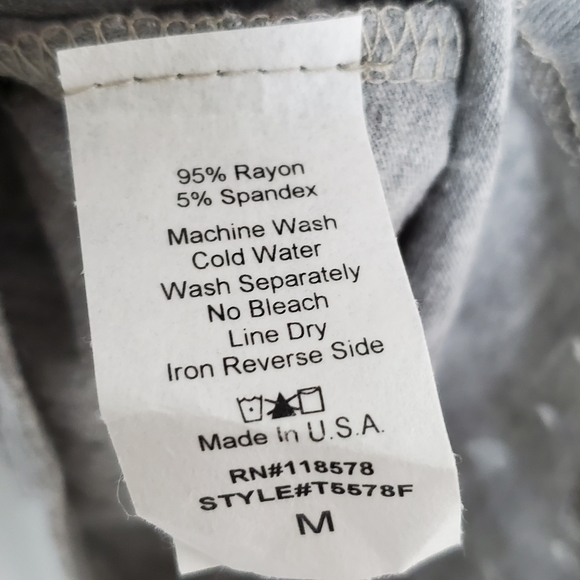 95% Rayon
5% Spandex
Machine Wash
Cold Water
Wash Separately
No Bleach
Line Dry
Iron Reverse Side
Made In U.S.A.
RN#118578
STYLE#T5578F
M